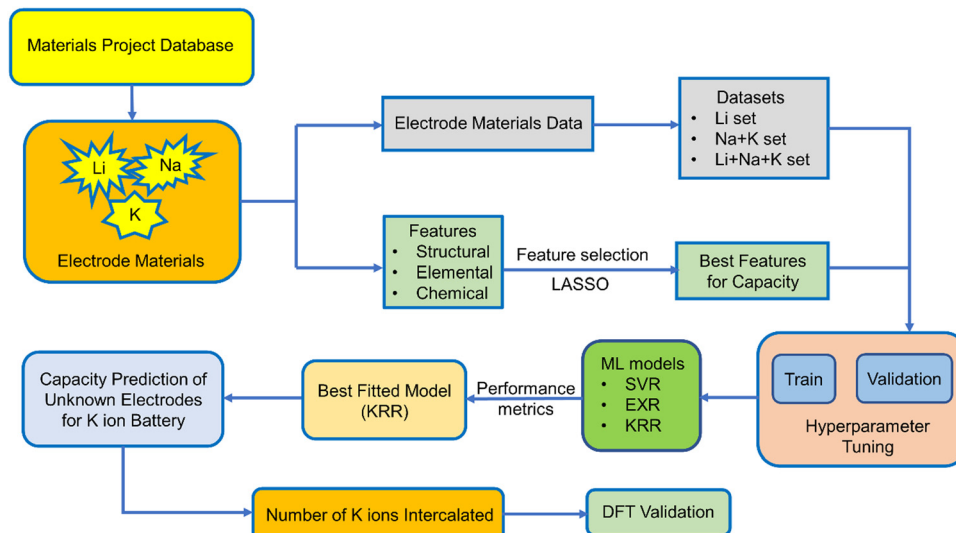 Materials Project Database
Li
Na
K
Electrode Materials
Electrode Materials Data
Datasets
• Li set
• Na+K set
• Li+Na+K set
Features
• Structural
• Elemental
• Chemical
Feature selection
LASSO
Best Features
for Capacity
Train
Validation
Hyperparameter
Tuning
ML models
• SVR
• EXR
• KRR
Performance
metrics
Best Fitted Model
(KRR)
Capacity Prediction of
Unknown Electrodes
for K ion Battery
Number of K ions Intercalated
DFT Validation